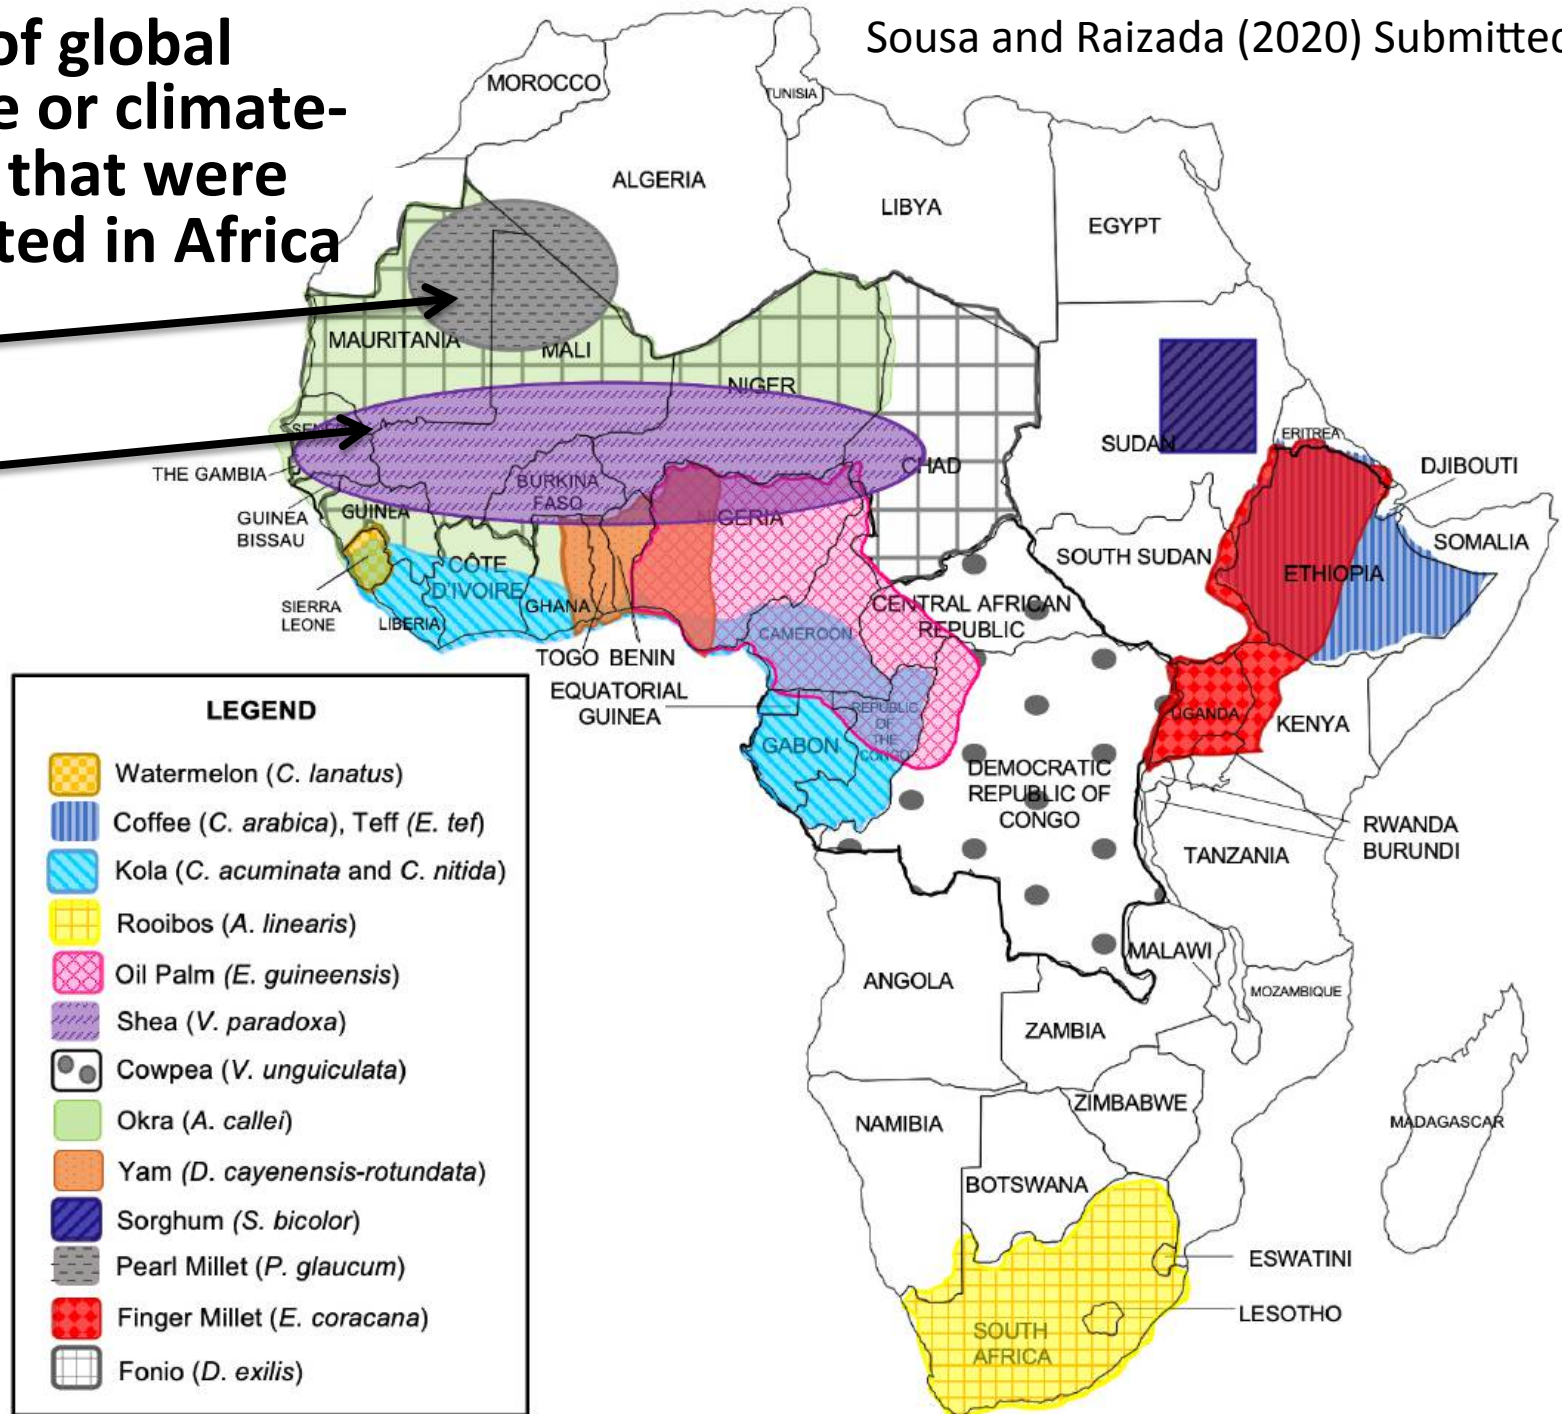 of global
e or climate-
that were
ted in Africa
Sousa and Raizada (2020) Submitted
MOROCCO
TUNISIA
ALGERIA
LIBYA
EGYPT
MAURITANIA
MALI
NIGER
CHAD
SUDAN
ERITREA
DJIBOUTI
THE GAMBIA
BURKINA
FASO
GUINEA
BISSAU
GUINEA
NIGERIA
SOUTH SUDAN
SOMALIA
ETHIOPIA
CÔTE
D'IVOIRE
GHANA
SIERRA
LEONE
LIBERIA
CENTRAL AFRICAN
REPUBLIC
CAMEROON
TOGO BENIN
EQUATORIAL
GUINEA
GABON
REPUBLIC
OF
THE
CONGO
UGANDA
KENYA
DEMOCRATIC
REPUBLIC OF
CONGO
RWANDA
BURUNDI
TANZANIA
MALAWI
ANGOLA
MOZAMBIQUE
ZAMBIA
ZIMBABWE
NAMIBIA
MADAGASCAR
BOTSWANA
ESWATINI
LESOTHO
SOUTH
AFRICA
LEGEND
Watermelon (C. lanatus)
Coffee (C. arabica), Teff (E. tef)
Kola (C. acuminata and C. nitida)
Rooibos (A. linearis)
Oil Palm (E. guineensis)
Shea (V. paradoxa)
Cowpea (V. unguiculata)
Okra (A. callei)
Yam (D. cayenensis-rotundata)
Sorghum (S. bicolor)
Pearl Millet (P. glaucum)
Finger Millet (E. coracana)
Fonio (D. exilis)